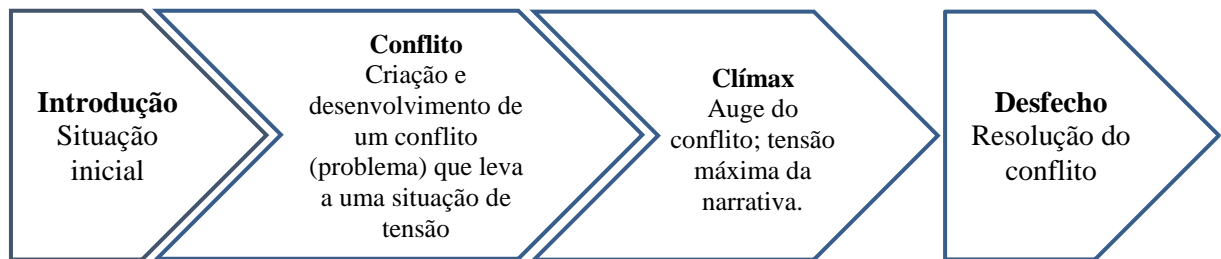 Introdução
Situação
inicial
Conflito
Criação e
desenvolvimento de
um conflito
(problema) que leva
a uma situação de
tensão
Clímax
Auge do
conflito; tensão
máxima da
narrativa.
Desfecho
Resolução do
conflito